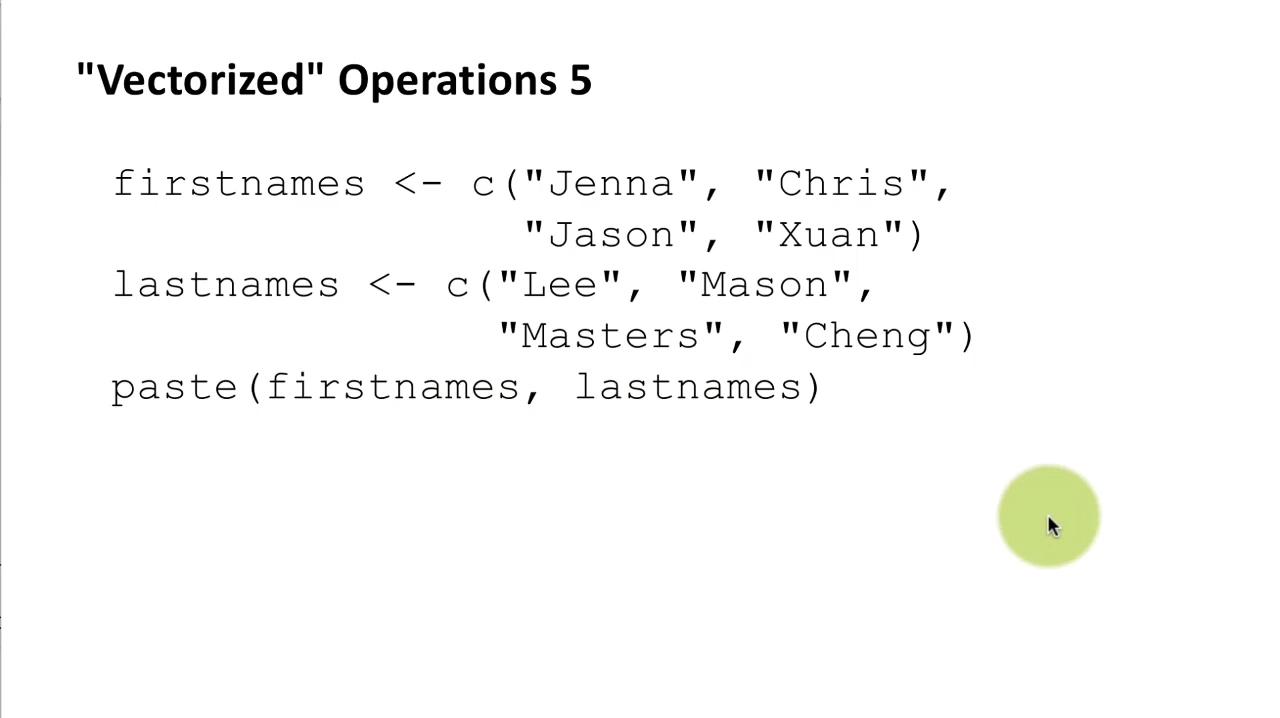 "Vectorized" Operations 5
firstnames <- c("Jenna", "Chris",
"Jason", "Xuan")
lastnames <- c("Lee", "Mason",
"Masters", "Cheng")
paste(firstnames, lastnames)